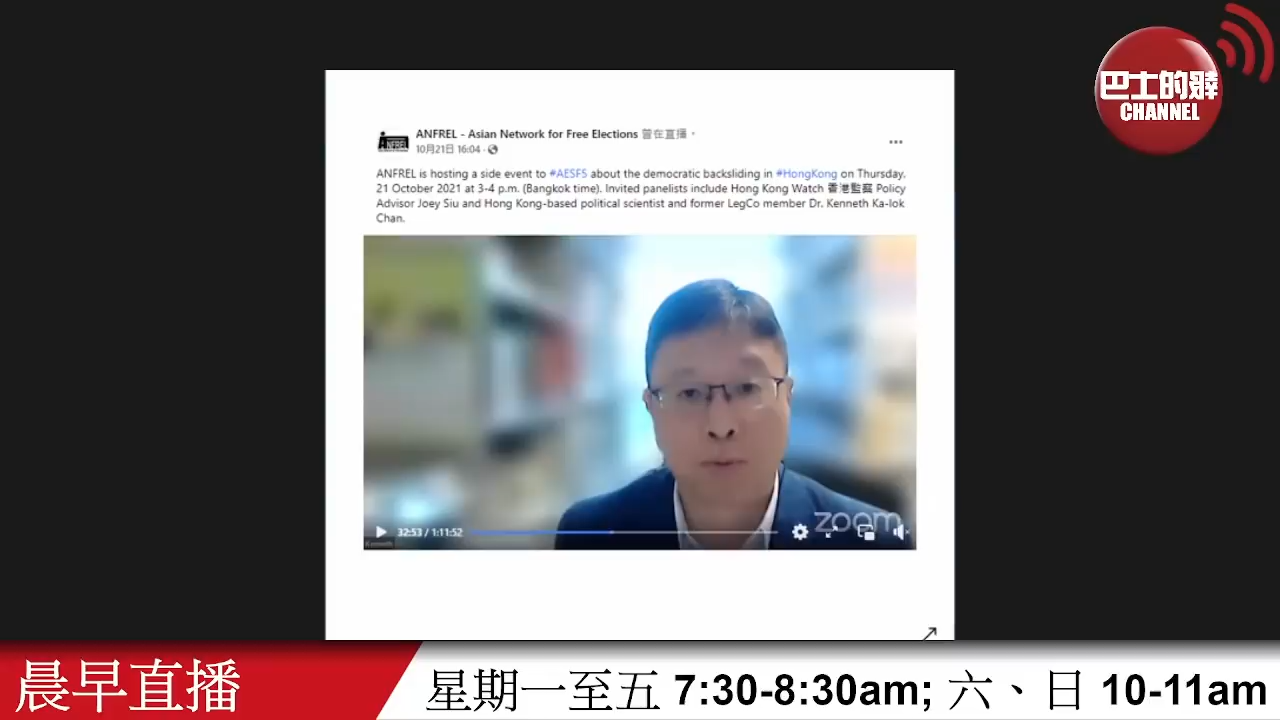 巴士的報
CHANNEL
ANFREL - Asian Network for Free Elections 曾在直播。
10月21日 16:04 ·
ANFREL is hosting a side event to #AESF5 about the democratic backsliding in #HongKong on Thursday,
21 October 2021 at 3-4 p.m. (Bangkok time). Invited panelists include Hong Kong Watch 香港監察 Policy
Advisor Joey Siu and Hong Kong-based political scientist and former LegCo member Dr. Kenneth Ka-lok
Chan.
zoom
32:53 / 1:11:52
Kenneth
晨早直播
星期一至五 7:30-8:30am; 六、日 10-11am